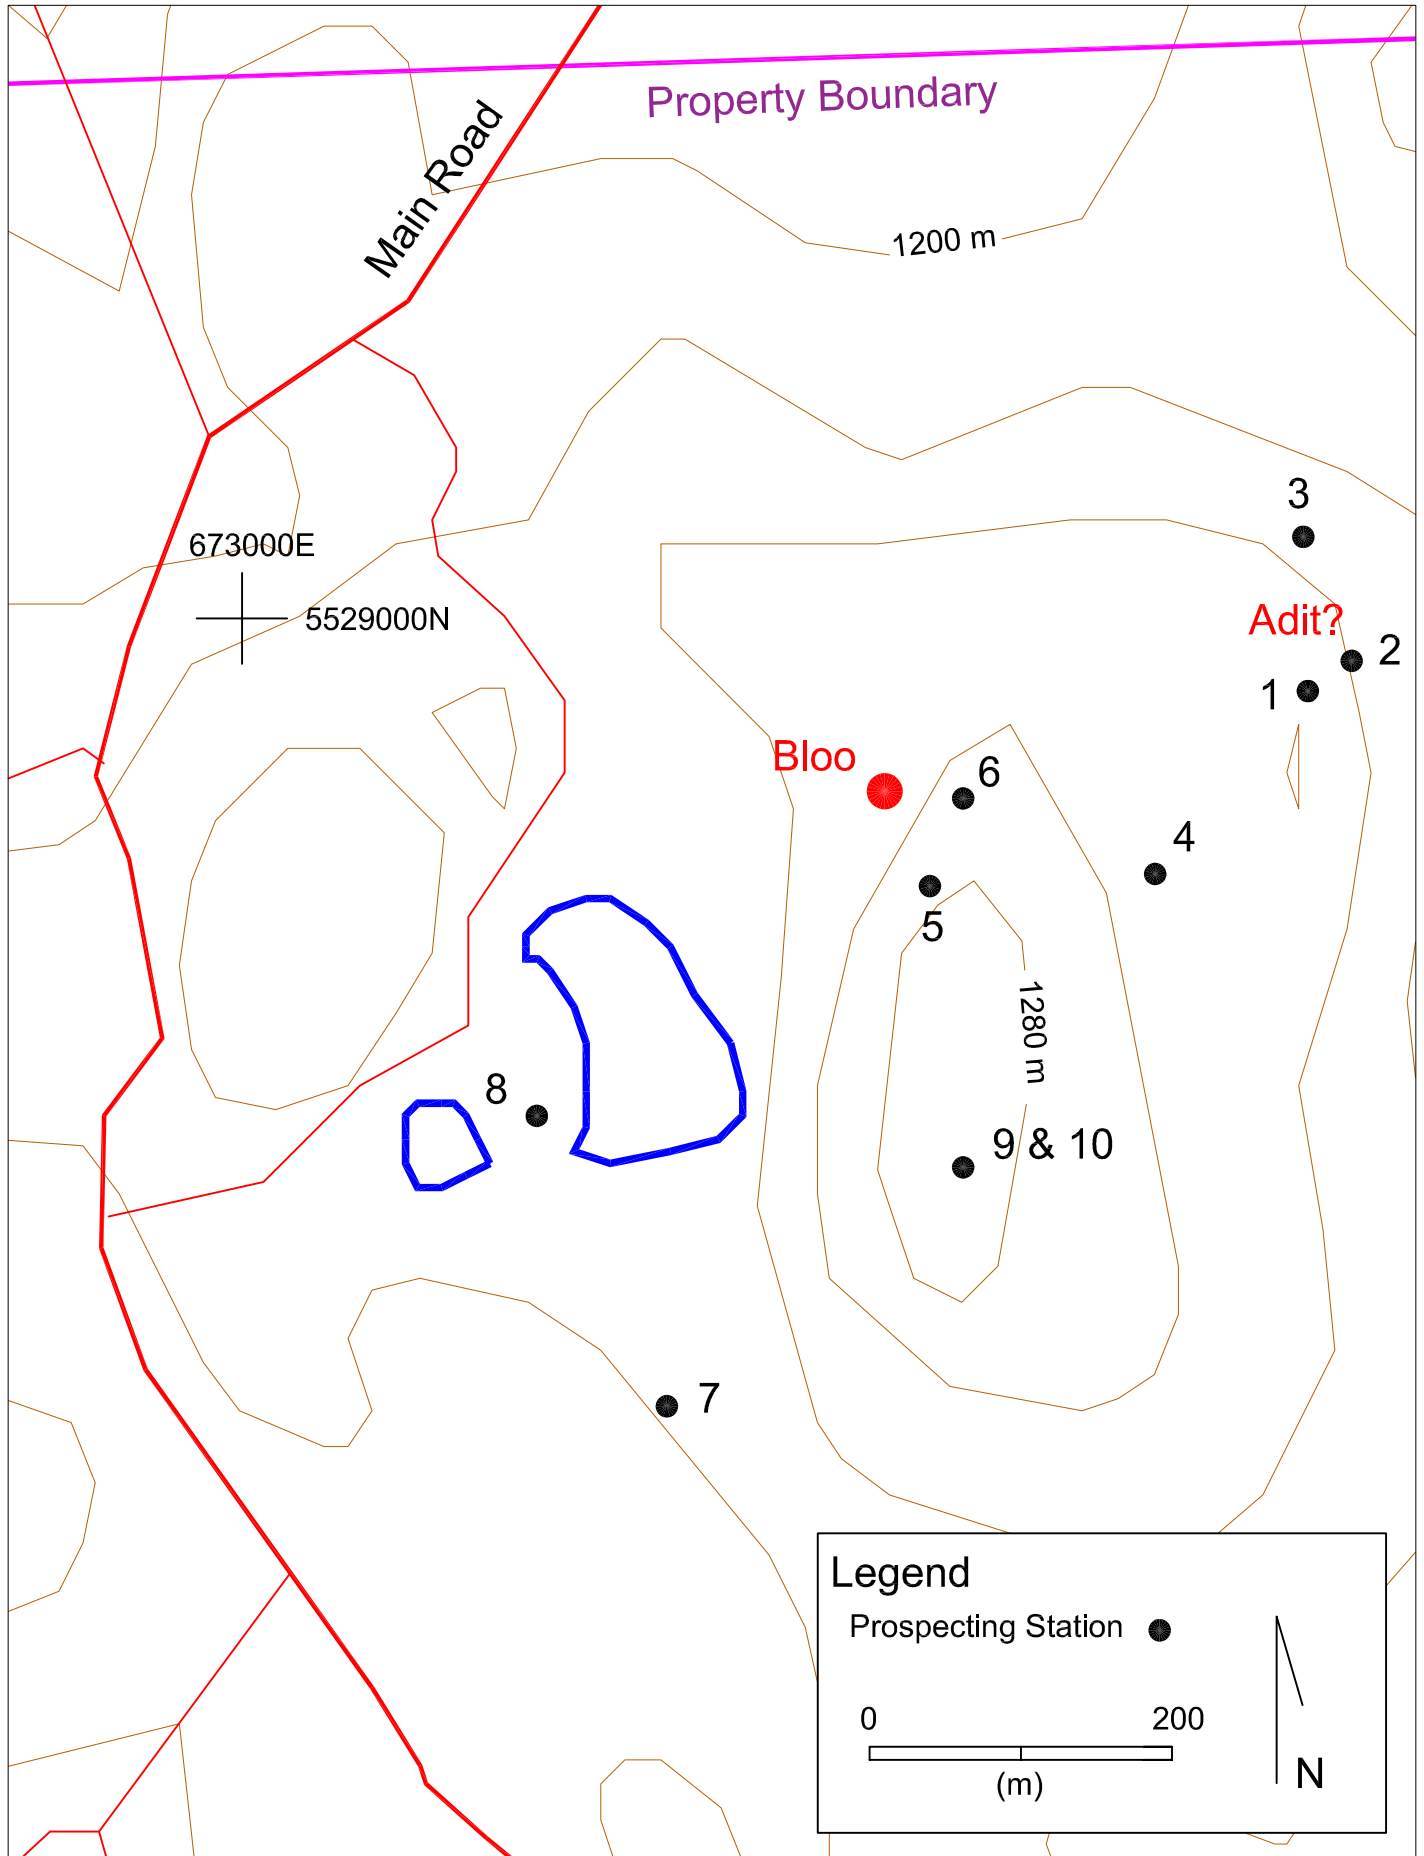 Property Boundary
Main Road
1200 m
3
673000E
5529000N
Adit?
2
1
Bloo
6
4
5
1280 m
8
9 & 10
7
Legend
Prospecting Station
0 200
(m)
N